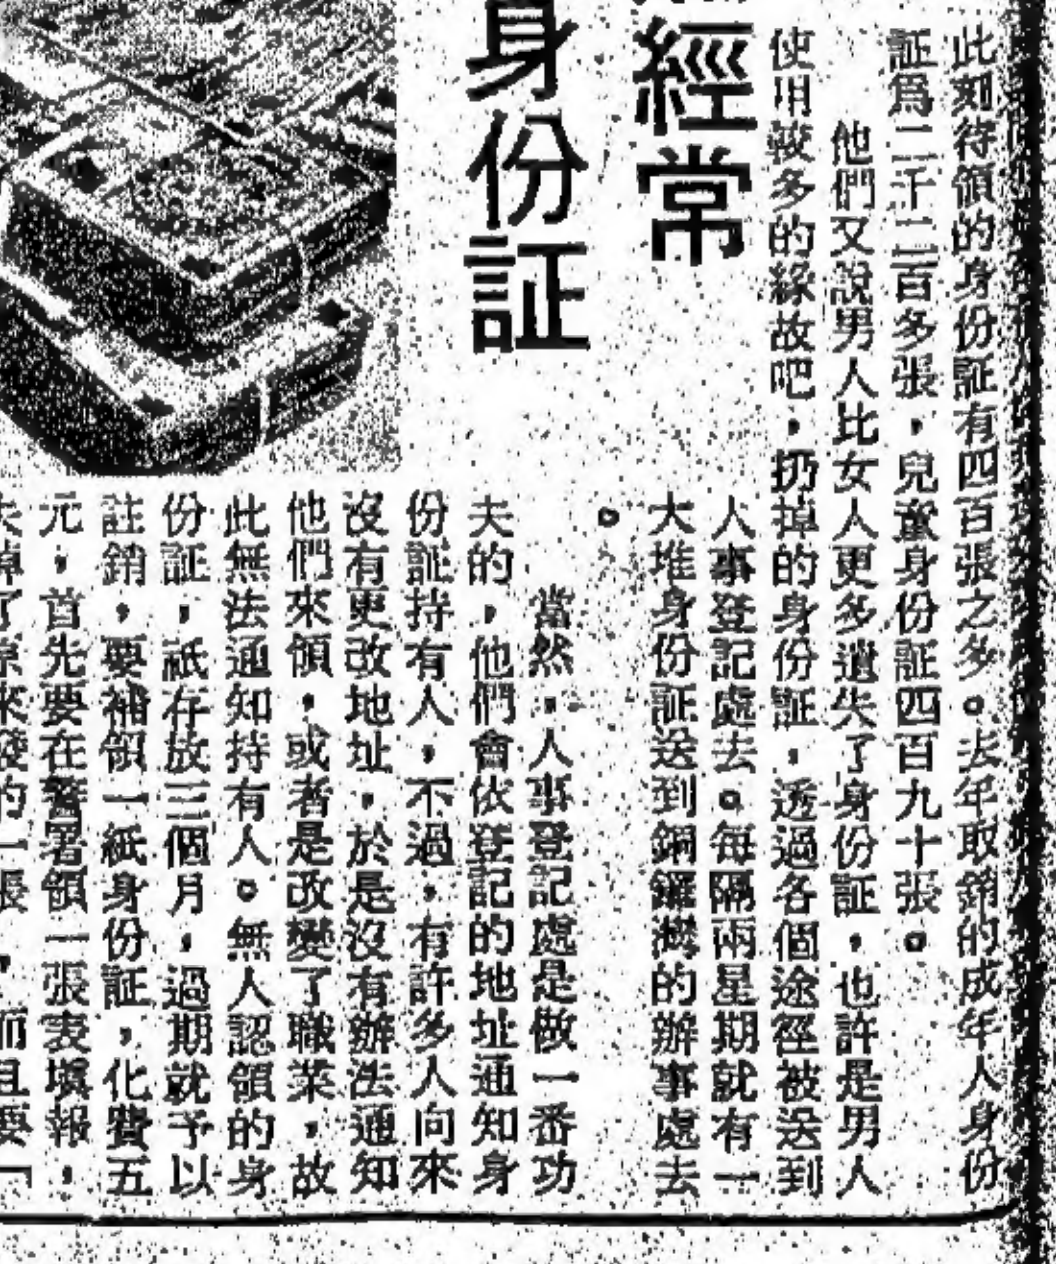 經常
身份証
此刻待領的身份証有四百張之多。去年取銷的成年人身份
証爲二千二百多張，兒童身份証四百九十張。
他們又說男人比女人更多遺失了身份証，也許是男人
使用較多的緣故吧，扔掉的身份証，透過各個途徑被送到
人事登記處去。每隔兩星期就有一
大堆身份証送到銅鑼灣的辦事處去
。
當然，人事登記處是做一番功
夫的，他們會依登記的地址通知身
份証持有人，不過，有許多人向來
沒有更改地址，於是沒有辦法通知
他們來領，或者是改變了職業，故
此無法通知持有人。無人認領的身
份証，祇存放三個月，過期就予以
註銷，要補領一紙身份証，化費五
元，首先要在警署領一張表塡報，